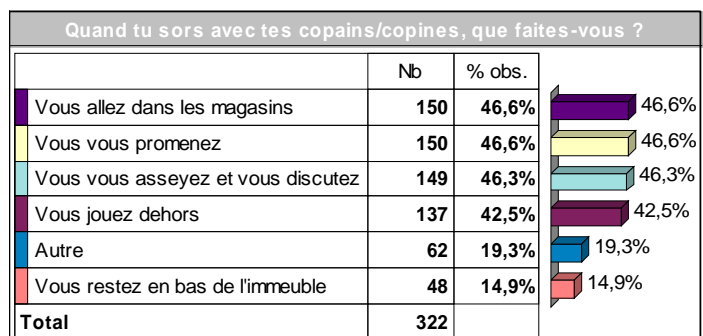 Quand tu sors avec tes copains/copines, que faites-vous ?
Nb % obs.
Vous allez dans les magasins 150 46,6% 46,6%
Vous vous promenez 150 46,6% 46,6%
Vous vous asseyez et vous discutez 149 46,3% 46,3%
Vous jouez dehors 137 42,5% 42,5%
Autre 62 19,3% 19,3%
Vous restez en bas de l'immeuble 48 14,9% 14,9%
Total 322